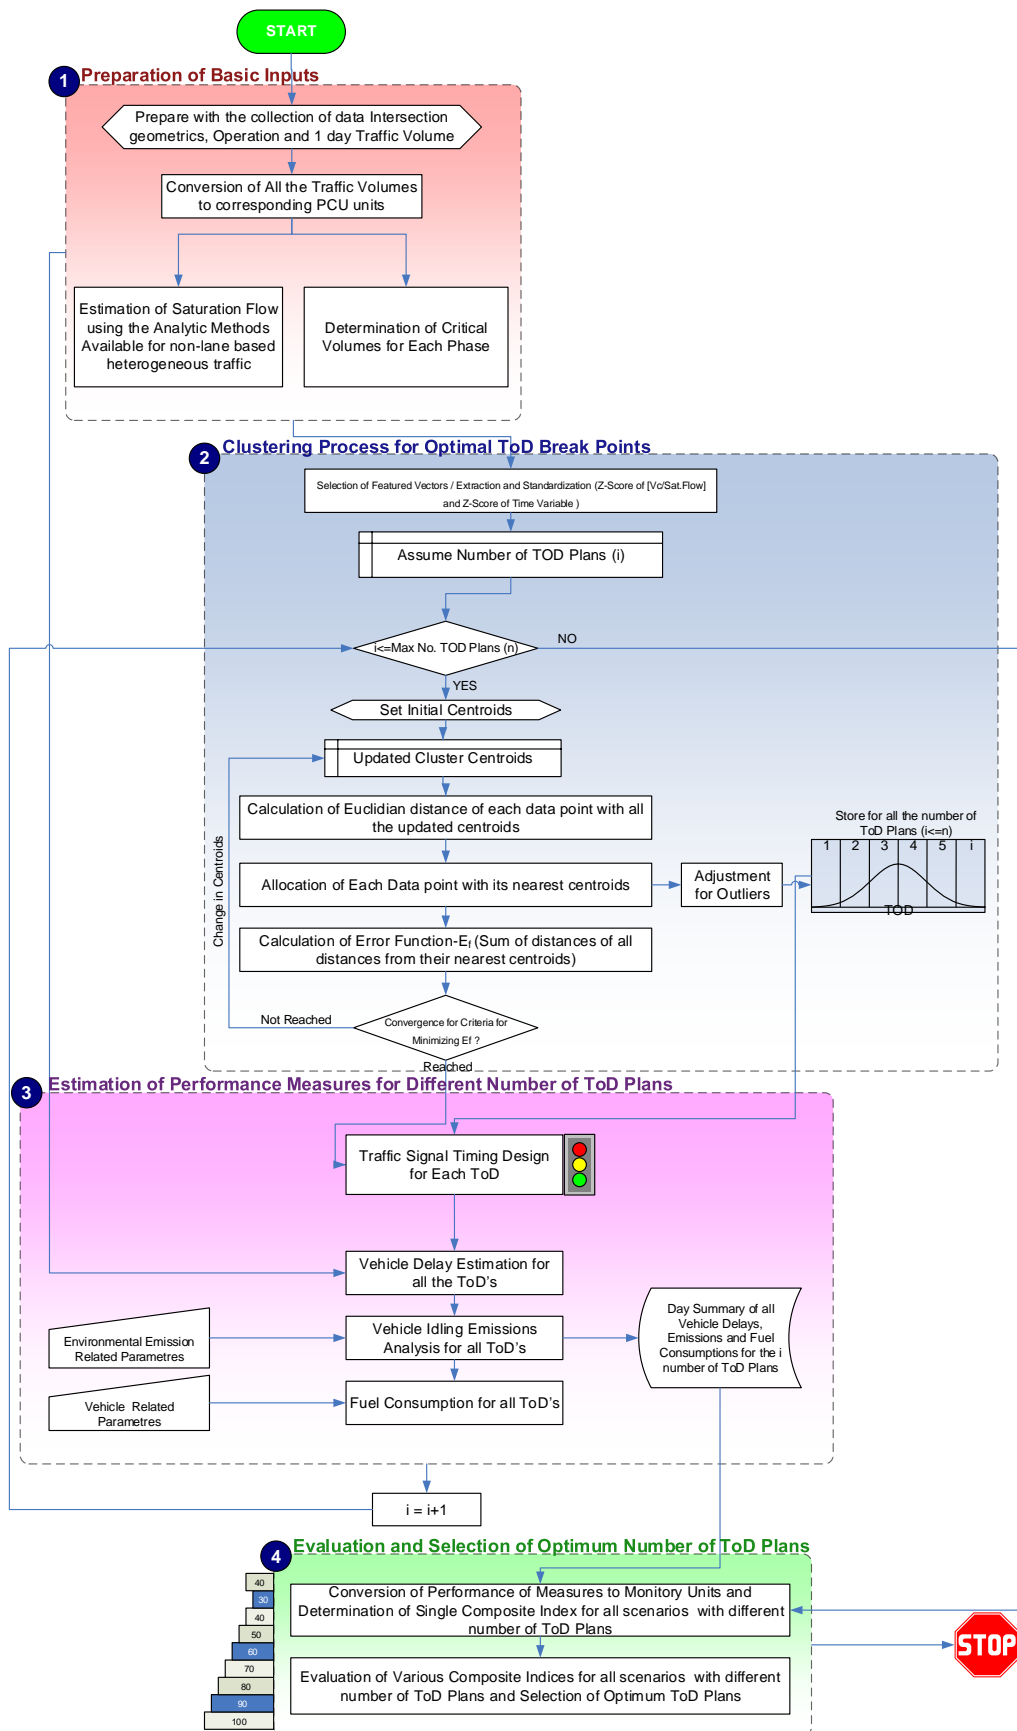 START
1
Preparation of Basic Inputs
Prepare with the collection of data Intersection
geometrics, Operation and 1 day Traffic Volume
Conversion of All the Traffic Volumes
to corresponding PCU units
Estimation of Saturation Flow
using the Analytic Methods
Available for non-lane based
heterogeneous traffic
Determination of Critical
Volumes for Each Phase
2
Clustering Process for Optimal ToD Break Points
Selection of Featured Vectors / Extraction and Standardization (Z-Score of [Vc/Sat.Flow]
and Z-Score of Time Variable )
Assume Number of TOD Plans (i)
i<=Max No. TOD Plans (n)
NO
YES
Set Initial Centroids
Updated Cluster Centroids
Calculation of Euclidian distance of each data point with all
the updated centroids
Change in Centroids
Allocation of Each Data point with its nearest centroids
Adjustment
for Outliers
Store for all the number of
ToD Plans (i<=n)
1 2 3 4 5 i
TOD
Calculation of Error Function-Ef (Sum of distances of all
distances from their nearest centroids)
Convergence for Criteria for
Minimizing Ef ?
Not Reached
Reached
3
Estimation of Performance Measures for Different Number of ToD Plans
Traffic Signal Timing Design
for Each ToD
Vehicle Delay Estimation for
all the ToD's
Environmental Emission
Related Parametres
Vehicle Idling Emissions
Analysis for all ToD's
Day Summary of all
Vehicle Delays,
Emissions and Fuel
Consumptions for the i
number of ToD Plans
Vehicle Related
Parametres
Fuel Consumption for all ToD's
i = i+1
4
Evaluation and Selection of Optimum Number of ToD Plans
40
30
40
50
60
70
80
90
100
Conversion of Performance of Measures to Monitory Units and
Determination of Single Composite Index for all scenarios with different
number of ToD Plans
Evaluation of Various Composite Indices for all scenarios with different
number of ToD Plans and Selection of Optimum ToD Plans
STOP